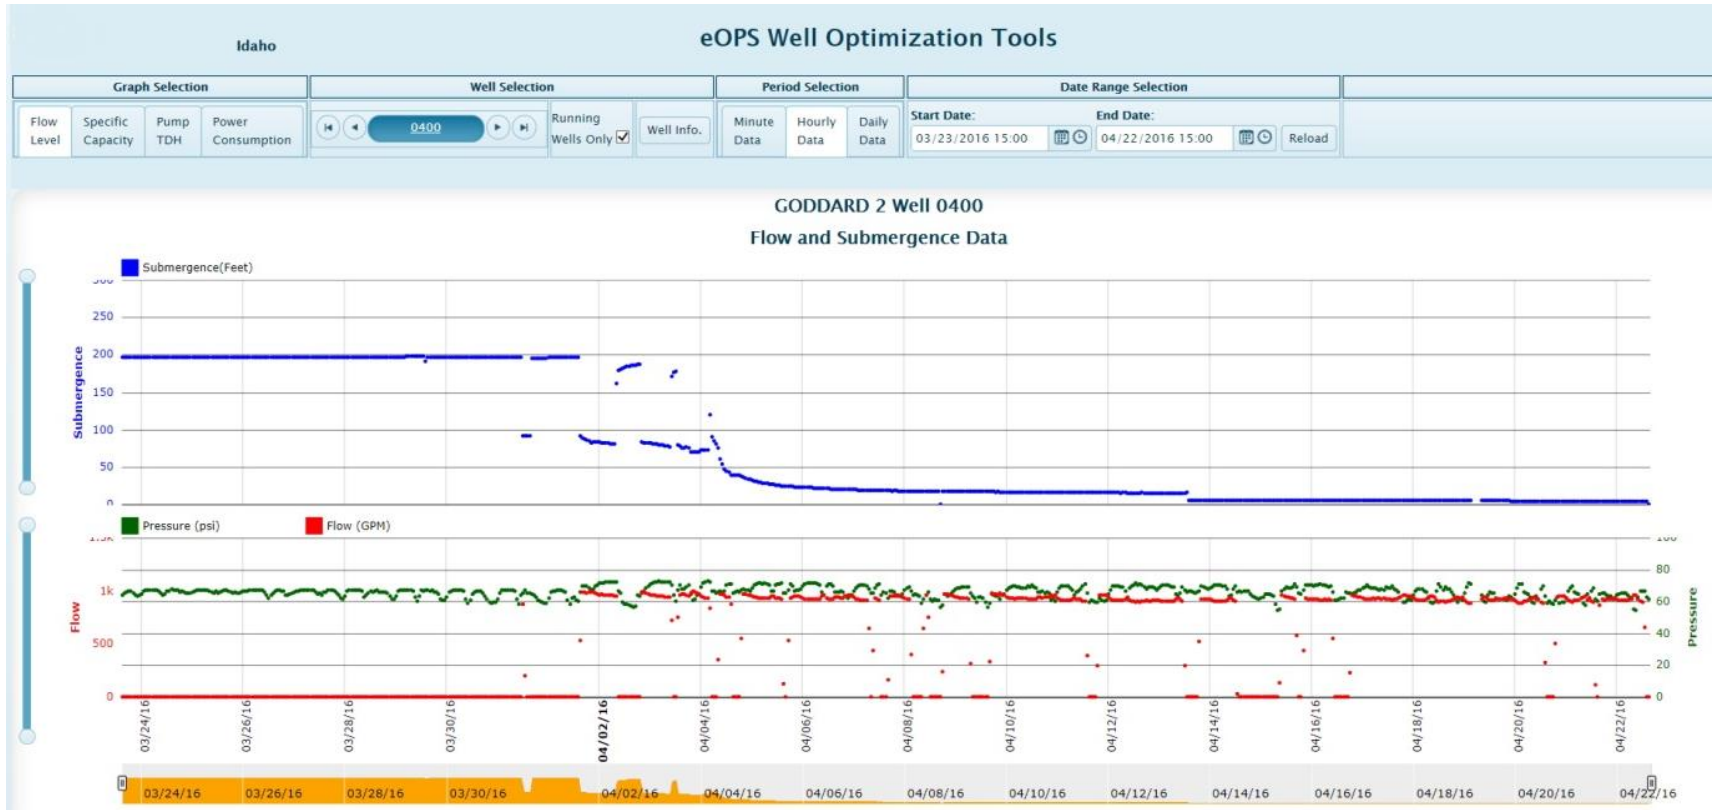 eOPS Well Optimization Tools
Idaho
Graph Selection
Well Selection
Period Selection
Date Range Selection
Flow Level
Specific Capacity
Pump TDH
Power Consumption
0400
Running Wells Only
Well Info.
Minute Data
Hourly Data
Daily Data
Start Date:
03/23/2016 15:00
End Date:
04/22/2016 15:00
Reload
GODDARD 2 Well 0400
Flow and Submergence Data
Submergence(Feet)
300
250
200
150
100
50
0
Submergence
Pressure (psi)
Flow (GPM)
1.5k
1k
500
0
Flow
100
80
60
40
20
0
Pressure
03/24/16
03/26/16
03/28/16
03/30/16
04/02/16
04/04/16
04/06/16
04/08/16
04/10/16
04/12/16
04/14/16
04/16/16
04/18/16
04/20/16
04/22/16
03/24/16
03/26/16
03/28/16
03/30/16
04/02/16
04/04/16
04/06/16
04/08/16
04/10/16
04/12/16
04/14/16
04/16/16
04/18/16
04/20/16
04/22/16